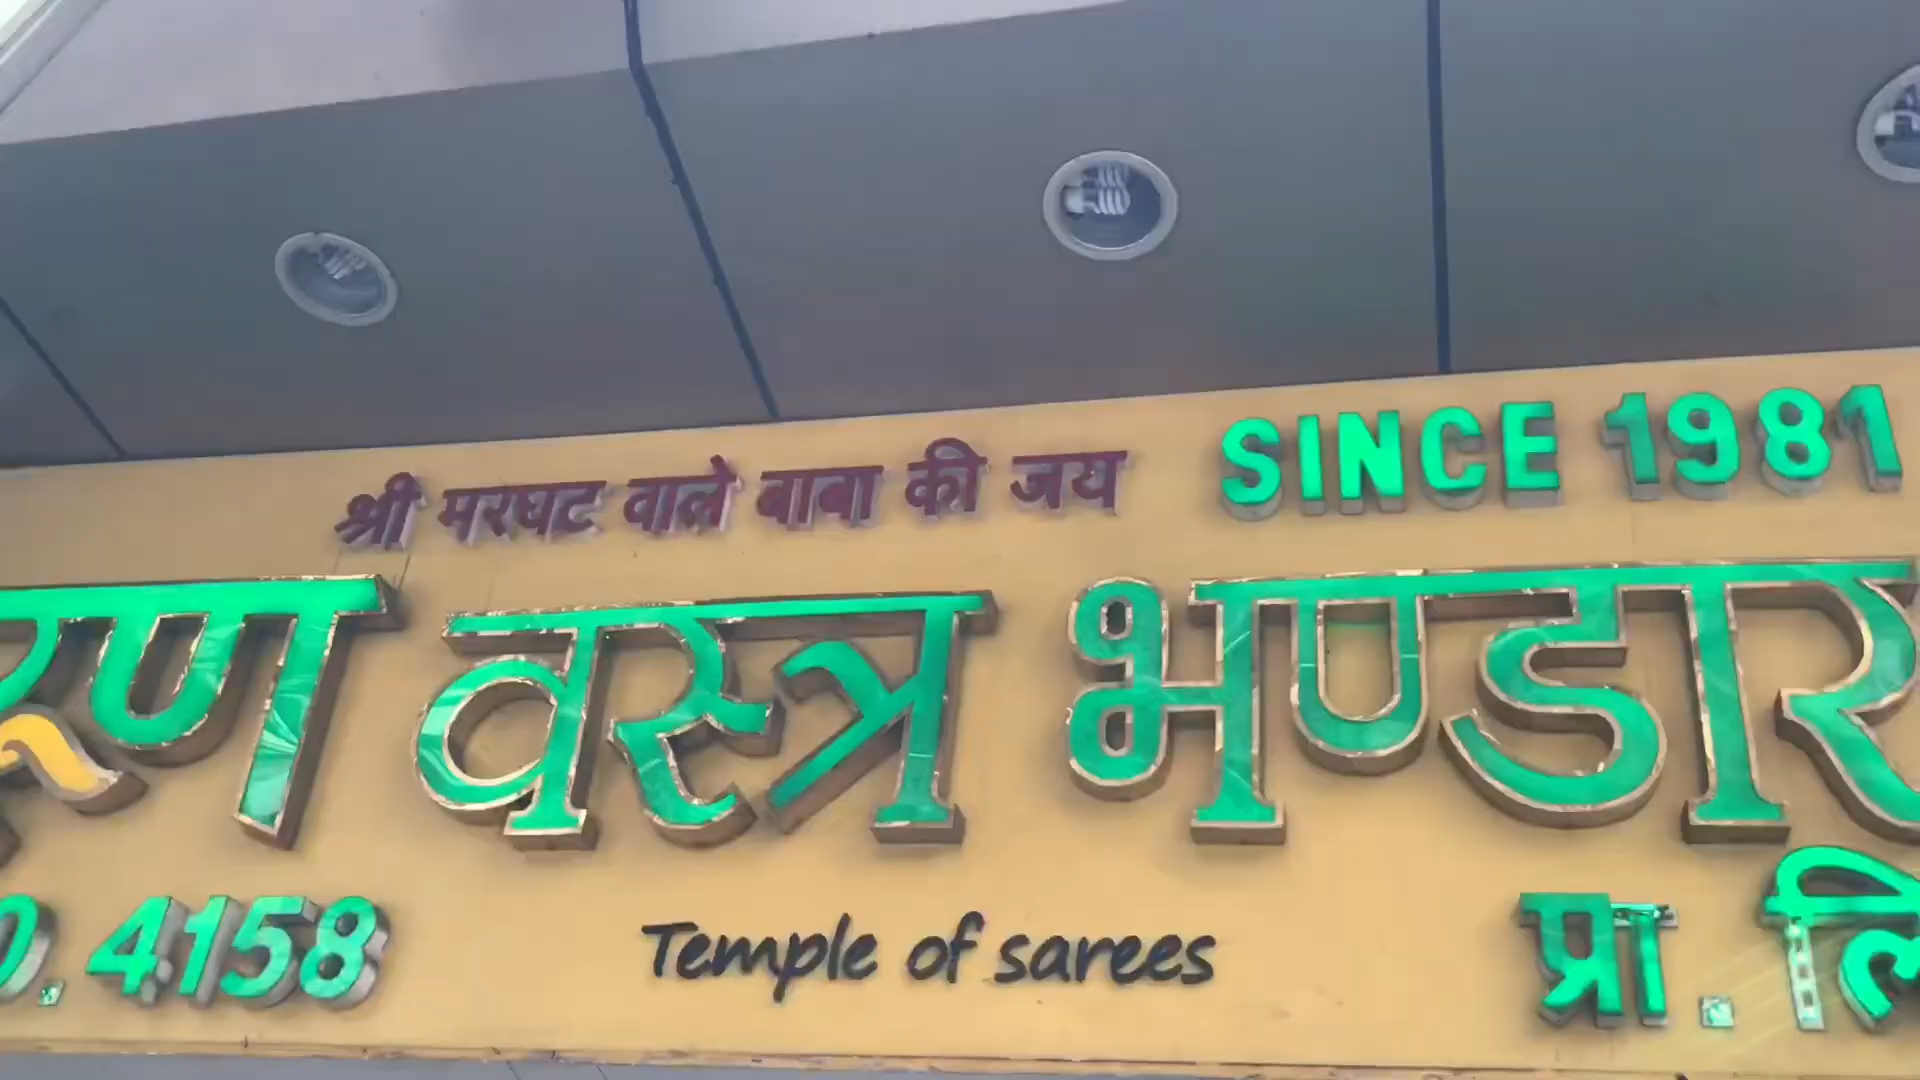 श्री मरघट वाले बाबा की जय SINCE 1981
वस्त्र भण्डार
4158 Temple of sarees प्रा. लि